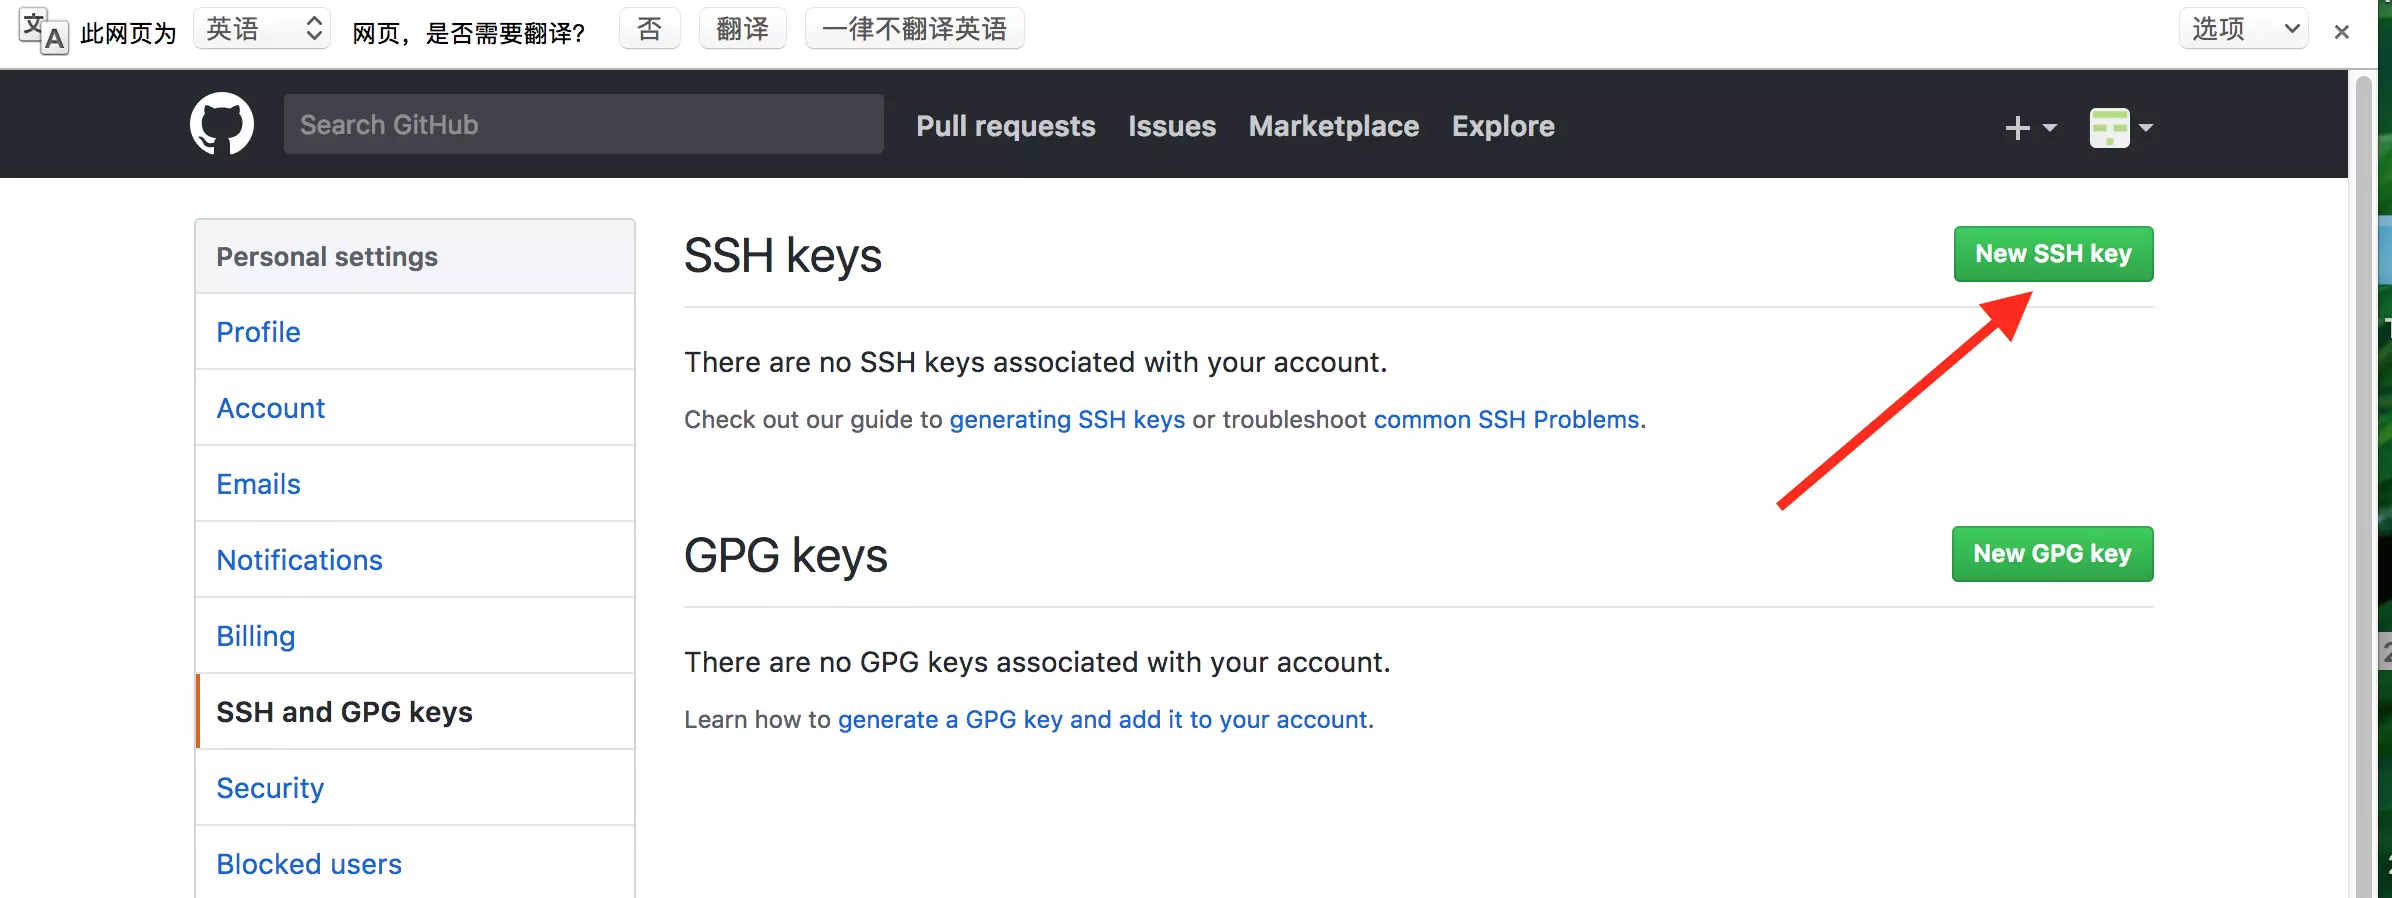 文A 此网页为 英语 网页，是否需要翻译？ 否 翻译 一律不翻译英语 选项 ×
Search GitHub Pull requests Issues Marketplace Explore
Personal settings
Profile
Account
Emails
Notifications
Billing
SSH and GPG keys
Security
Blocked users
SSH keys New SSH key
There are no SSH keys associated with your account.
Check out our guide to generating SSH keys or troubleshoot common SSH Problems.
GPG keys New GPG key
There are no GPG keys associated with your account.
Learn how to generate a GPG key and add it to your account.